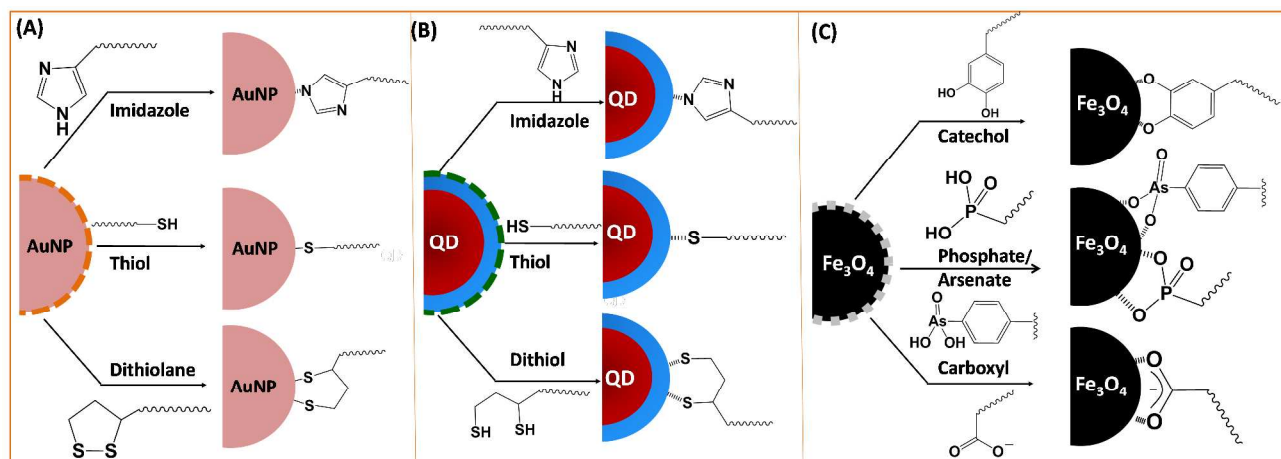 (A)
N
N
H
Imidazole
AuNP
N
N
AuNP
SH
Thiol
AuNP
S
Dithiolane
S
S
AuNP
S
S
(B)
N
N
H
Imidazole
QD
N
N
QD
HS
Thiol
QD
S
Dithiol
SH
SH
QD
S
S
(C)
HO
OH
Catechol
Fe3O4
O
O
Fe3O4
HO
HO
P
O
Phosphate/
Arsenate
O
As
HO
OH
Fe3O4
O
As
O
O
O
P
O
O
Carboxyl
O
O−
Fe3O4
O
O
−